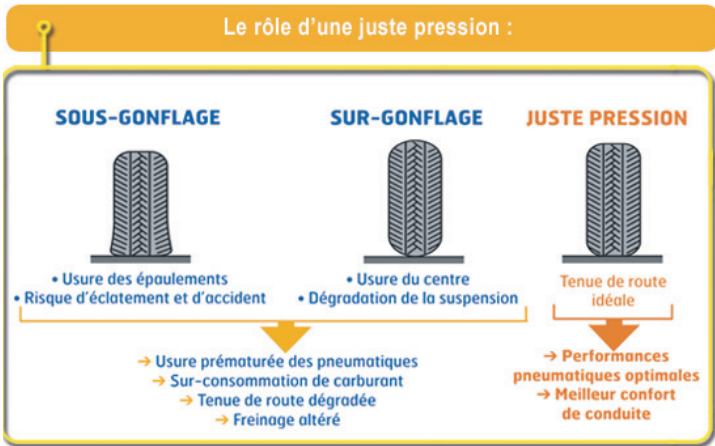 Le rôle d'une juste pression :
SOUS-GONFLAGE
• Usure des épaulements
• Risque d'éclatement et d'accident
SUR-GONFLAGE
• Usure du centre
• Dégradation de la suspension
→ Usure prématurée des pneumatiques
→ Sur-consommation de carburant
→ Tenue de route dégradée
→ Freinage altéré
JUSTE PRESSION
Tenue de route
idéale
→ Performances
pneumatiques optimales
→ Meilleur confort
de conduite